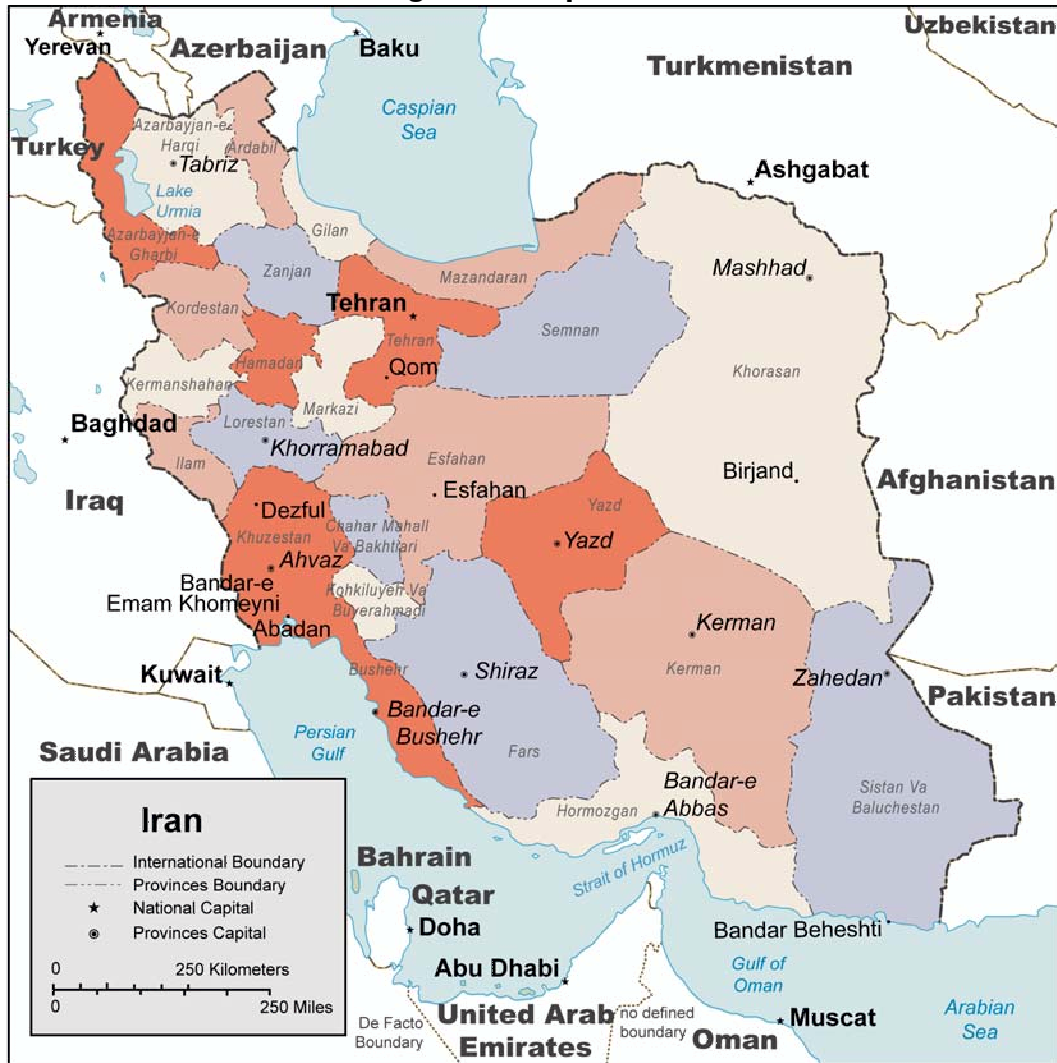 Armenia
Uzbekistan
Yerevan
Azerbaijan
Baku
Turkmenistan
Caspian
Sea
Azarbayjan-e
Harqi
Ardabil
Turkey
Tabriz
Ashgabat
Lake
Urmia
Azarbayjan-e
Gharbi
Gilan
Zanjan
Mazandaran
Mashhad
Kordestan
Tehran
Semnan
Tehran
Hamadan
Qom
Khorasan
Kermanshahan
Markazi
Baghdad
Lorestan
Khorramabad
Ilam
Esfahan
Birjand
Afghanistan
Iraq
Esfahan
Dezful
Yazd
Chahar Mahall
Va Bakhtiari
Khuzestan
Yazd
Ahvaz
Bandar-e
Emam Khomeyni
Kohkiluyeh Va
Buyerahmadi
Abadan
Kerman
Kuwait
Bushehr
Shiraz
Kerman
Zahedan
Pakistan
Bandar-e
Bushehr
Saudi Arabia
Persian
Gulf
Fars
Bandar-e
Abbas
Hormozgan
Sistan Va
Baluchestan
Iran
International Boundary
Provinces Boundary
National Capital
Provinces Capital
0 250 Kilometers
0 250 Miles
Bahrain
Strait of Hormuz
Qatar
Doha
Bandar Beheshti
Abu Dhabi
Gulf of
Oman
United Arab
Emirates
De Facto
Boundary
no defined
boundary
Oman
Muscat
Arabian
Sea